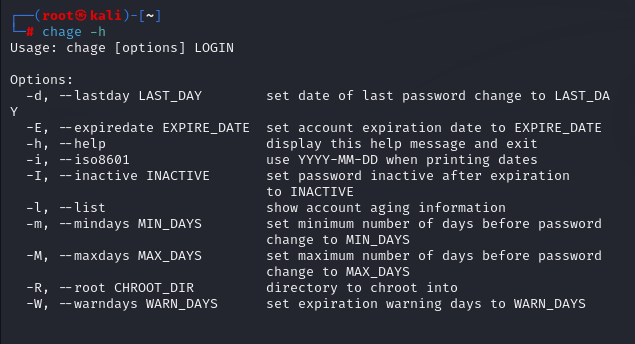 ┌──(root㉿kali)-[~]
└─# chage -h
Usage: chage [options] LOGIN

Options:
  -d, --lastday LAST_DAY        set date of last password change to LAST_DA
Y
  -E, --expiredate EXPIRE_DATE  set account expiration date to EXPIRE_DATE
  -h, --help                    display this help message and exit
  -i, --iso8601                 use YYYY-MM-DD when printing dates
  -I, --inactive INACTIVE       set password inactive after expiration
                                to INACTIVE
  -l, --list                    show account aging information
  -m, --mindays MIN_DAYS        set minimum number of days before password
                                change to MIN_DAYS
  -M, --maxdays MAX_DAYS        set maximum number of days before password
                                change to MAX_DAYS
  -R, --root CHROOT_DIR         directory to chroot into
  -W, --warndays WARN_DAYS      set expiration warning days to WARN_DAYS